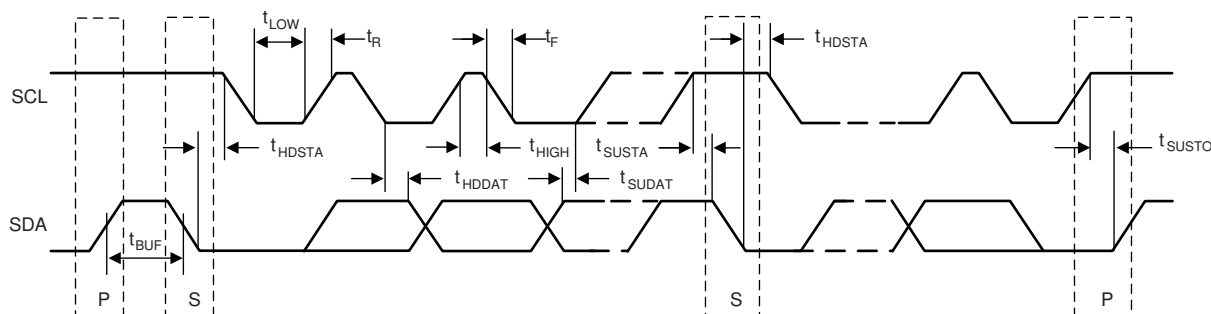 tLOW
tR
tF
tHDSTA
SCL
tHDSTA
tHIGH
tSUSTA
tSUSTO
tHDDAT
tSUDAT
SDA
tBUF
P
S
S
P